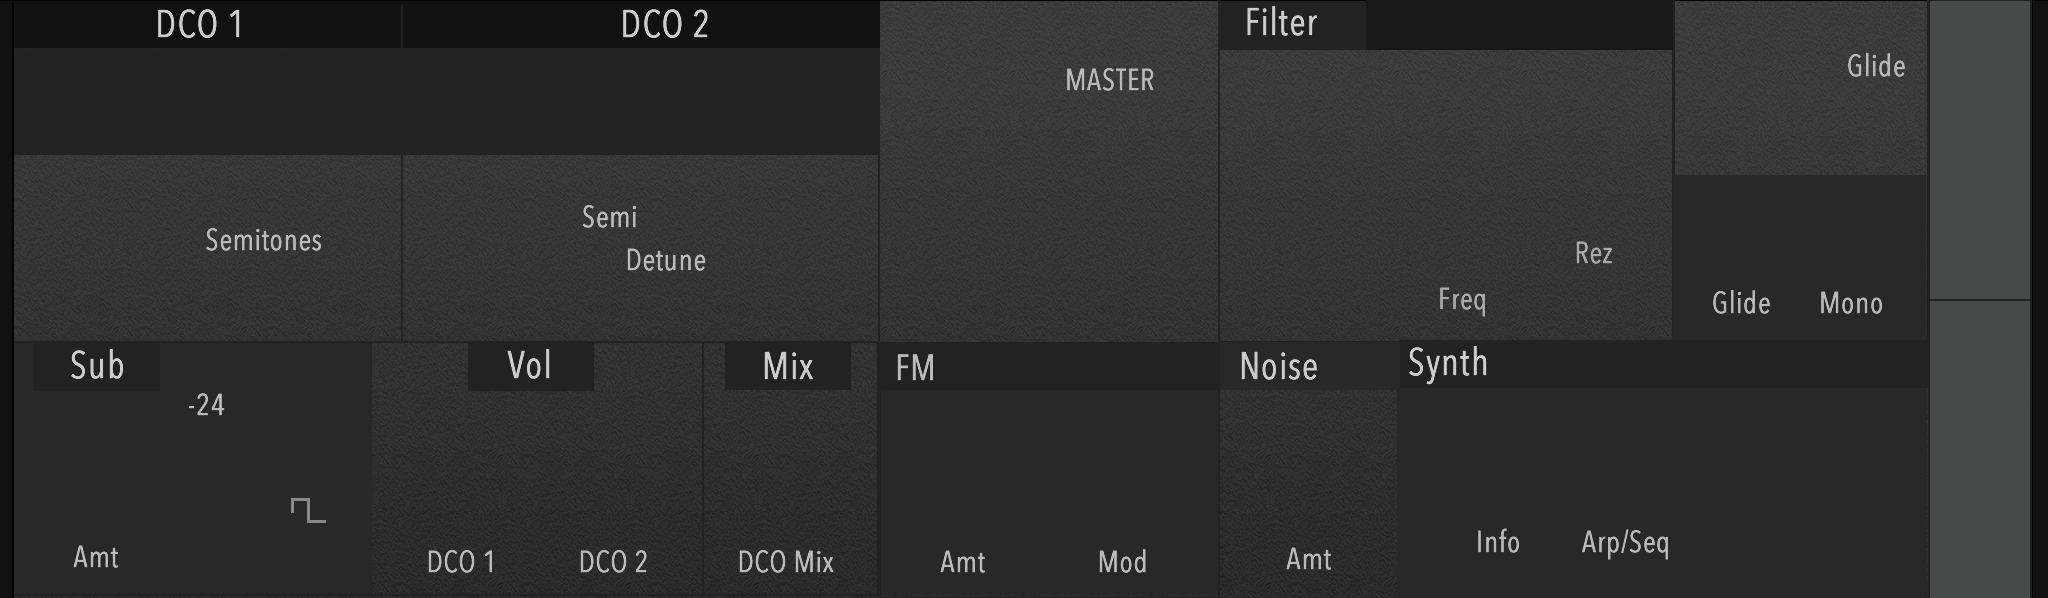 DCO 1
DCO 2
MASTER
Filter
Glide
Semitones
Semi
Detune
Rez
Freq
Glide Mono
Sub
-24
Amt
Vol
DCO 1 DCO 2
Mix
DCO Mix
FM
Amt Mod
Noise
Amt
Synth
Info Arp/Seq